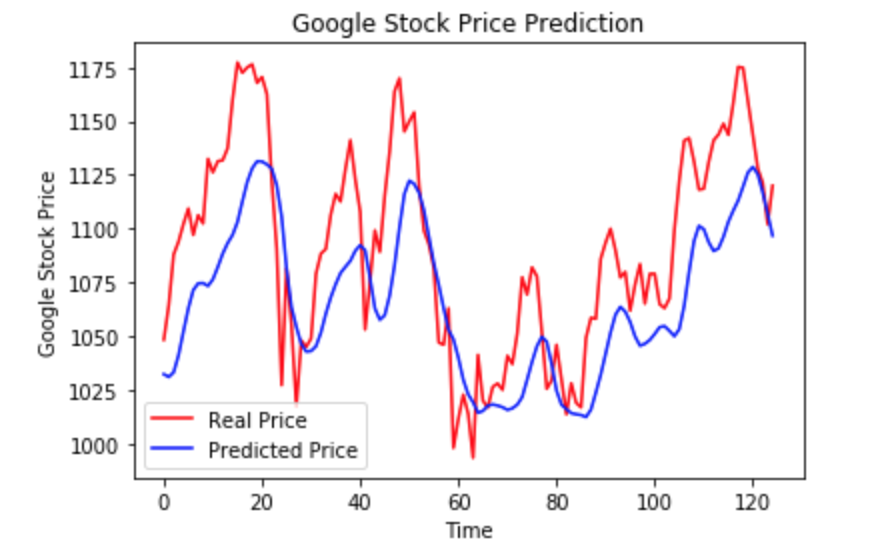 Google Stock Price Prediction
Google Stock Price
1175
1150
1125
1100
1075
1050
1025
1000
Real Price
Predicted Price
0 20 40 60 80 100 120
Time